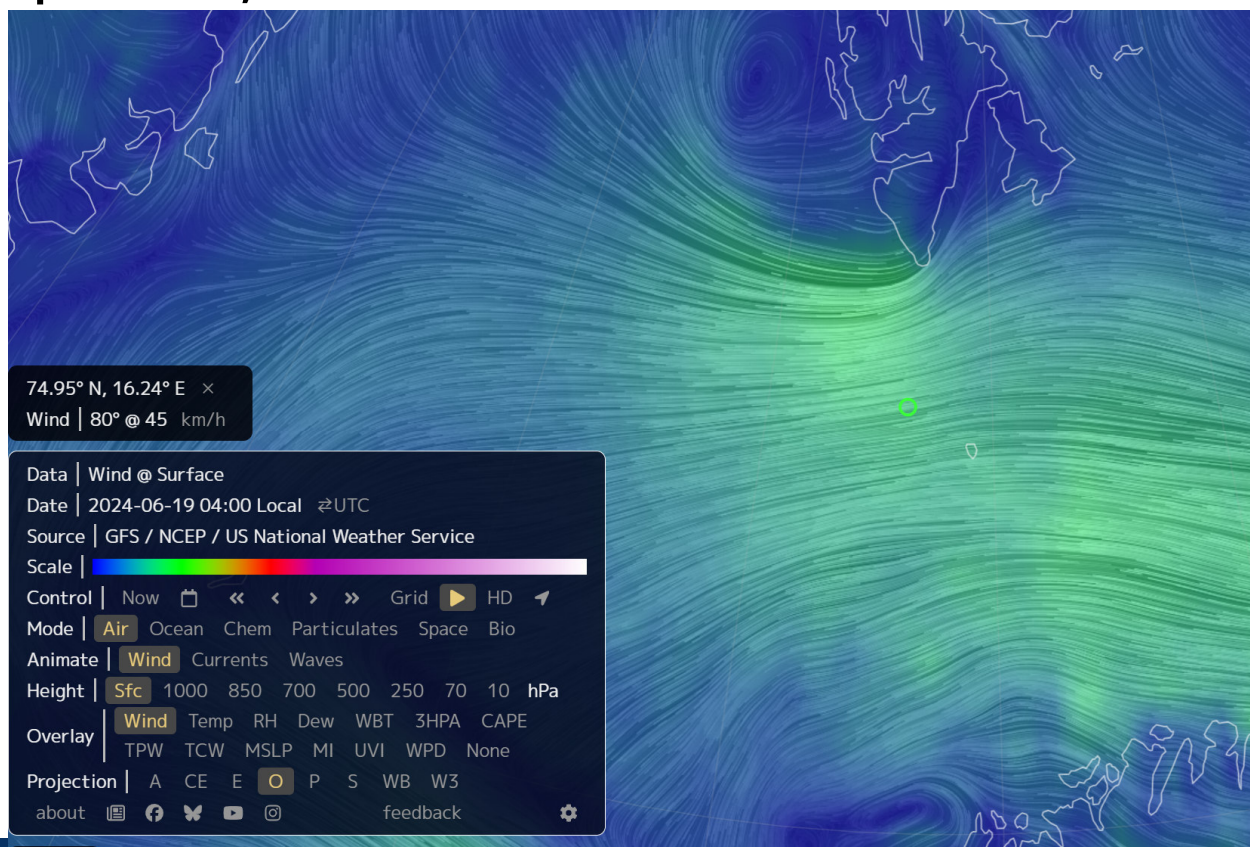 74.95° N, 16.24° E ×
Wind | 80° @ 45 km/h
Data | Wind @ Surface
Date | 2024-06-19 04:00 Local ⇄UTC
Source | GFS / NCEP / US National Weather Service
Scale |
Control | Now Grid HD
Mode | Air Ocean Chem Particulates Space Bio
Animate | Wind Currents Waves
Height | Sfc 1000 850 700 500 250 70 10 hPa
Overlay | Wind Temp RH Dew WBT 3HPA CAPE
TPW TCW MSLP MI UVI WPD None
Projection | A CE E O P S WB W3
about feedback